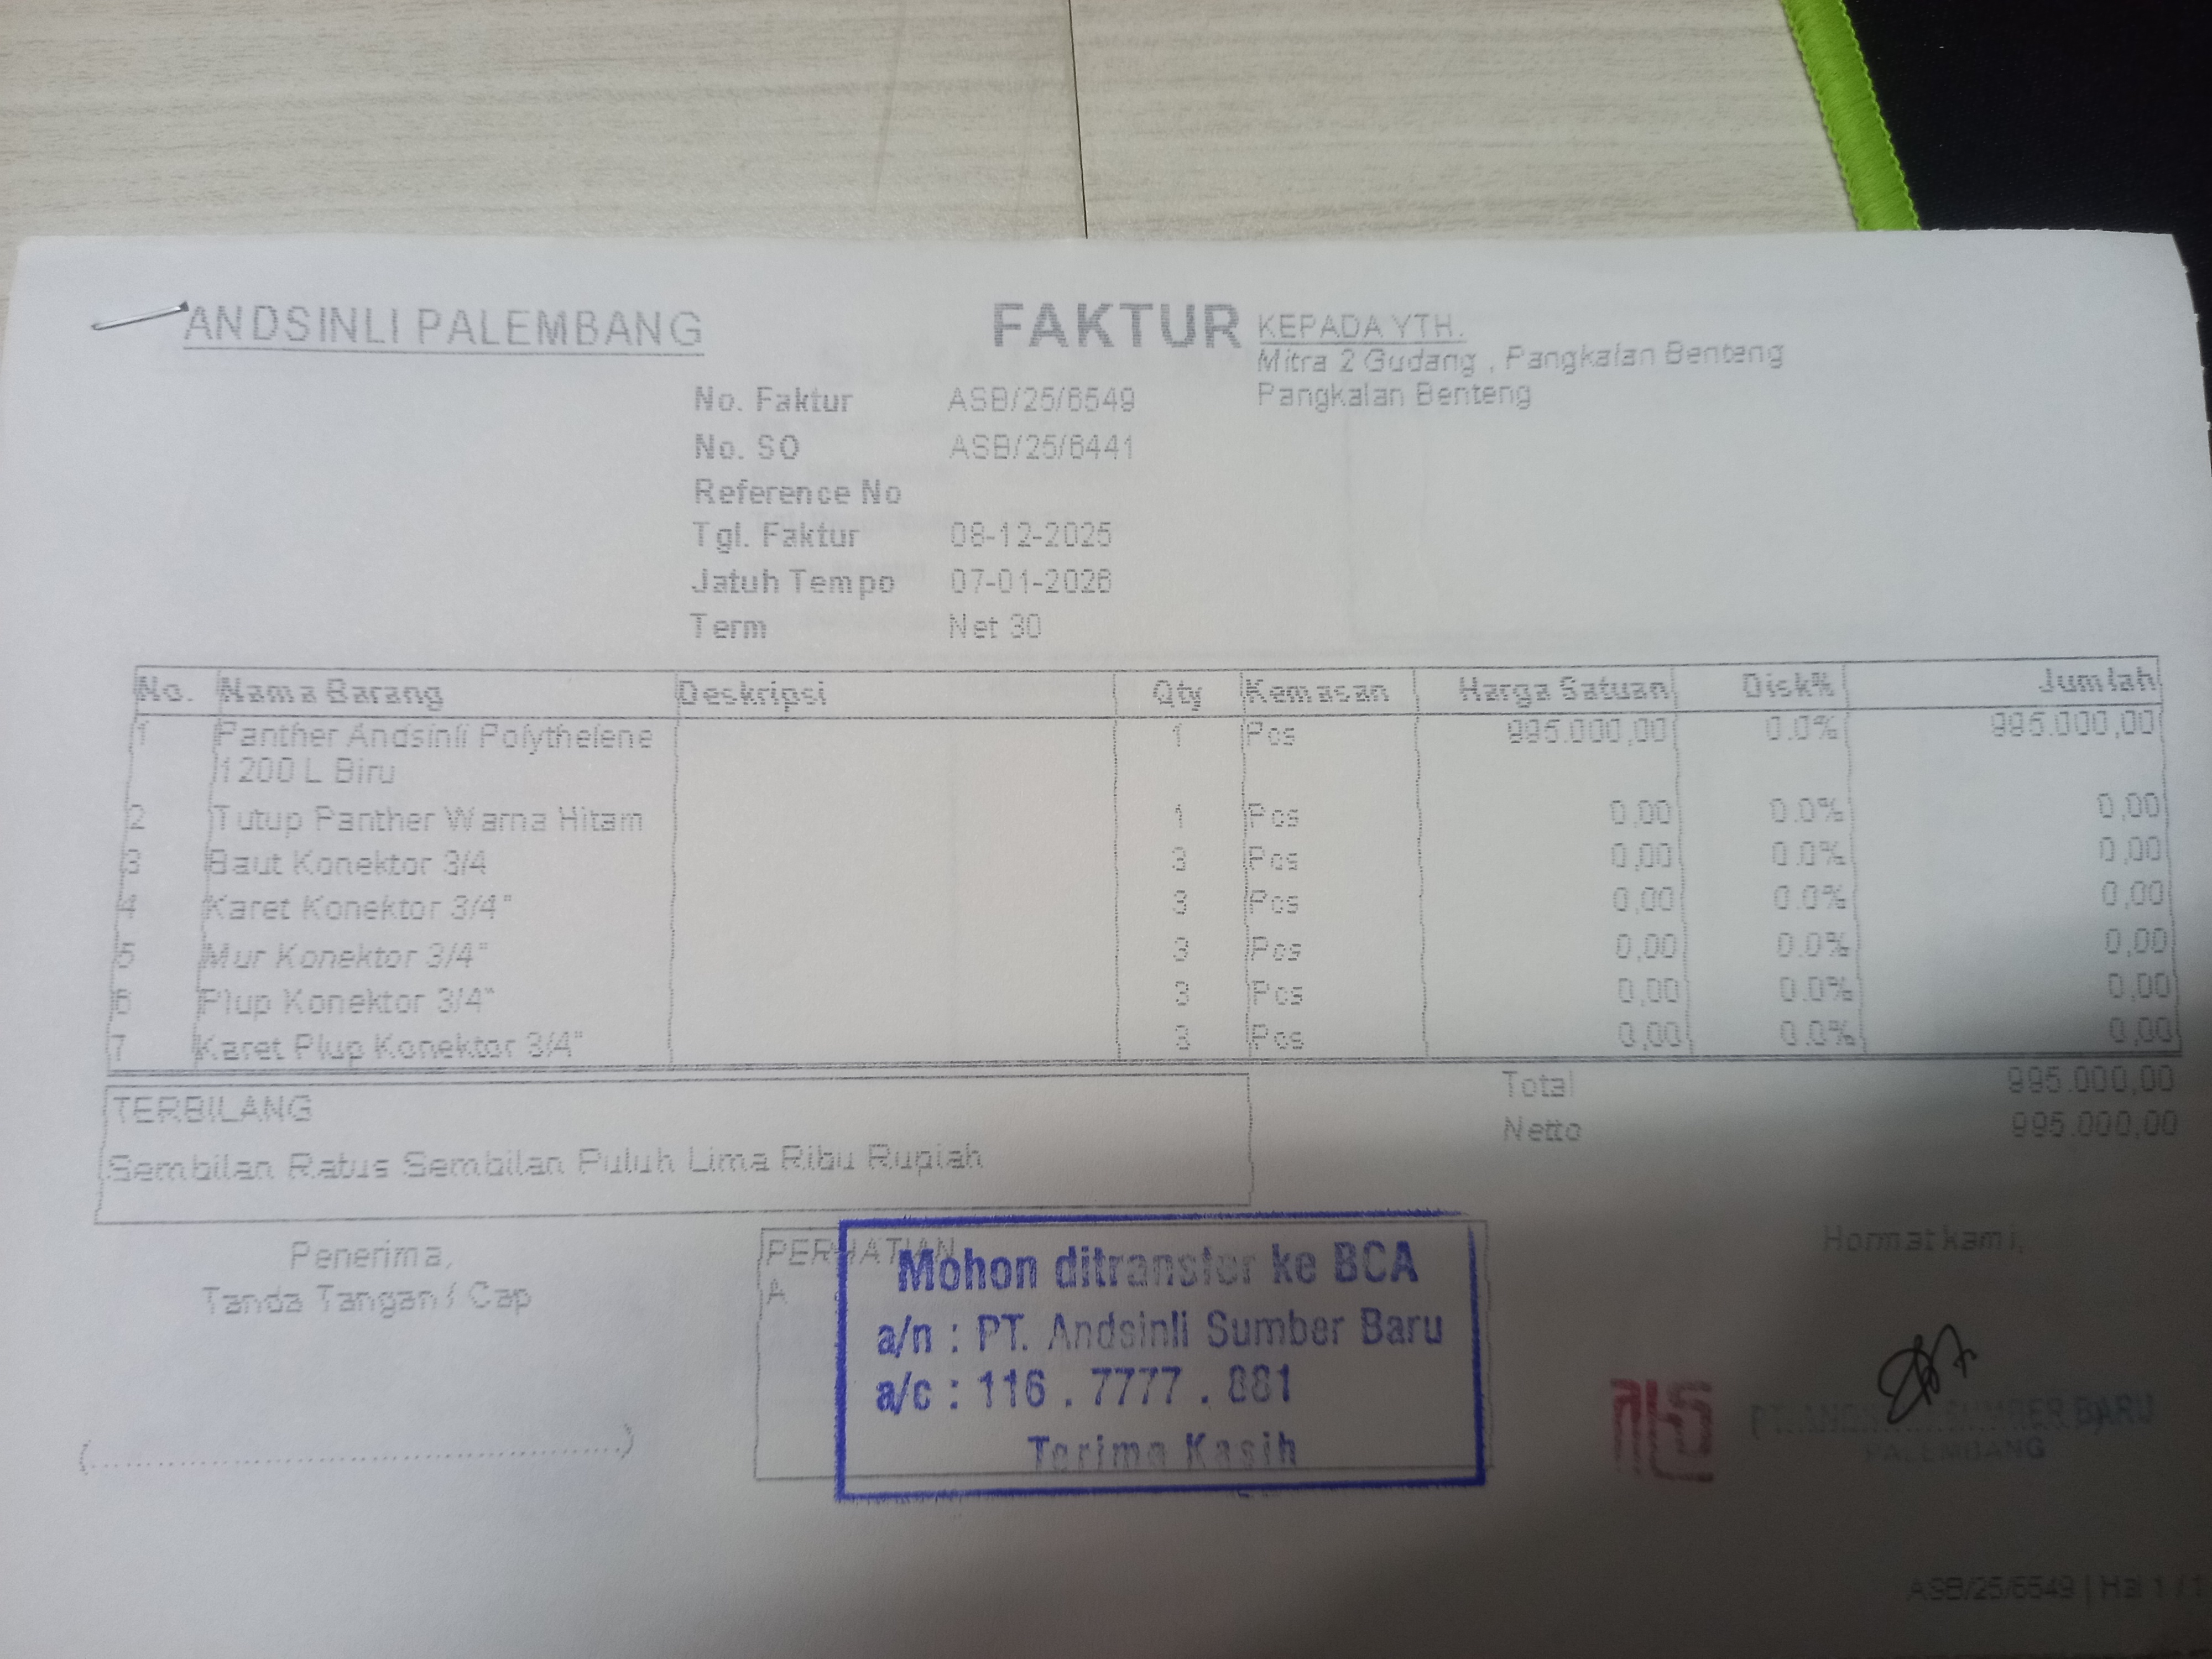 ANDSINLI PALEMBANG
FAKTUR
KEPADA YTH.
Mitra 2 Gudang , Pangkalan Benteng
Pangkalan Benteng
No. Faktur ASB/25/6549
No. SO ASB/25/6441
Reference No
Tgl. Faktur 08-12-2025
Jatuh Tempo 07-01-2026
Term Net 30
No. Nama Barang Deskripsi Qty Kemasan Harga Satuan Disk% Jumlah
1 Panther Andsinli Polythelene 1 Pcs 995.000,00 0.0% 995.000,00
1200 L Biru
2 Tutup Panther Warna Hitam 1 Pcs 0,00 0.0% 0,00
3 Baut Konektor 3/4 3 Pcs 0,00 0.0% 0,00
4 Karet Konektor 3/4" 3 Pcs 0,00 0.0% 0,00
5 Mur Konektor 3/4" 3 Pcs 0,00 0.0% 0,00
6 Plup Konektor 3/4" 3 Pcs 0,00 0.0% 0,00
7 Karet Plup Konektor 3/4" 3 Pcs 0,00 0.0% 0,00
Total 995.000,00
Netto 995.000,00
TERBILANG
Sembilan Ratus Sembilan Puluh Lima Ribu Rupiah
Penerima,
Tanda Tangan / Cap
PERHATIAN
A
Mohon ditransfer ke BCA
a/n : PT. Andsinli Sumber Baru
a/c : 116 . 7777 . 881
Terima Kasih
Hormat kami,
SUMBER BARU
PALEMBANG
ASB/25/6549 | Hal 1 /